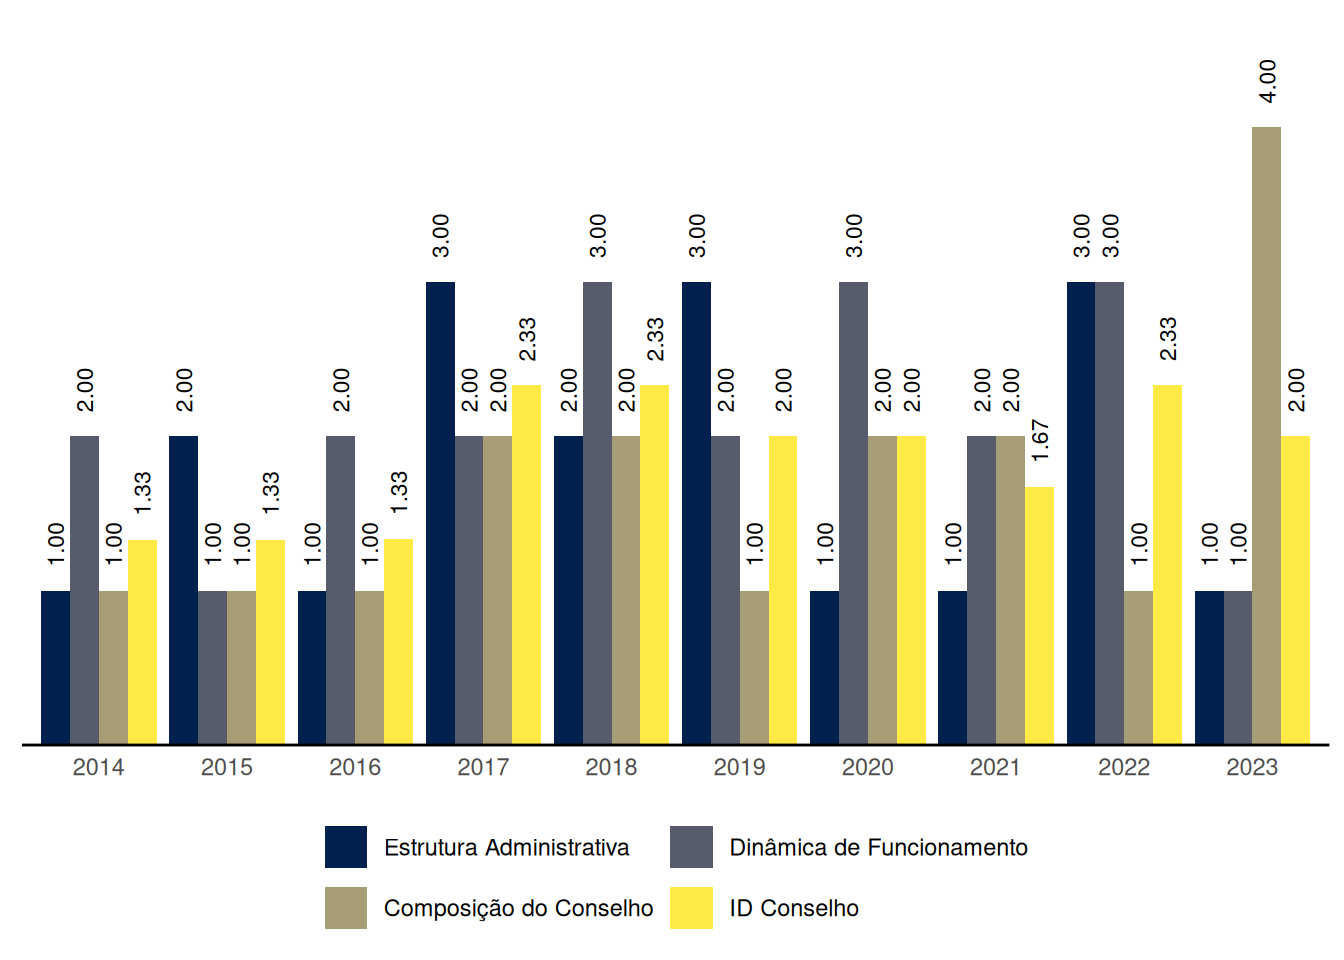 4.00
3.00 3.00 3.00 3.00 3.00 3.00
2.33 2.33 2.33
2.00 2.00 2.00 2.00 2.00 2.00 2.00 2.00 2.00 2.00 2.00 2.00 2.00 2.00
1.67
1.33 1.33 1.33
1.00 1.00 1.00 1.00 1.00 1.00 1.00 1.00 1.00 1.00 1.00 1.00
2014 2015 2016 2017 2018 2019 2020 2021 2022 2023
Estrutura Administrativa Dinâmica de Funcionamento
Composição do Conselho ID Conselho